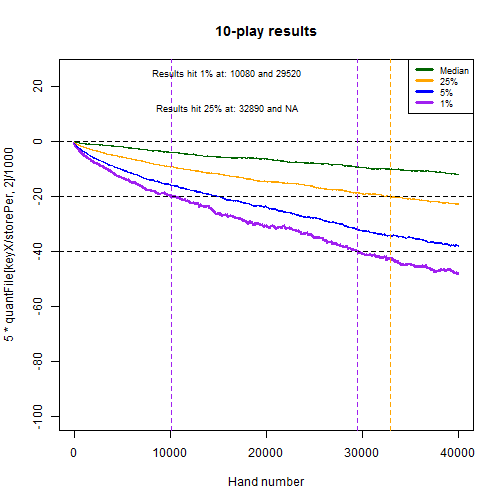 10-play results
Results hit 1% at: 10080 and 29520
Results hit 25% at: 32890 and NA
Median
25%
5%
1%
5 * quantFile[keyX/storePer, 2]/1000
20
0
-20
-40
-60
-80
-100
0
10000
20000
30000
40000
Hand number